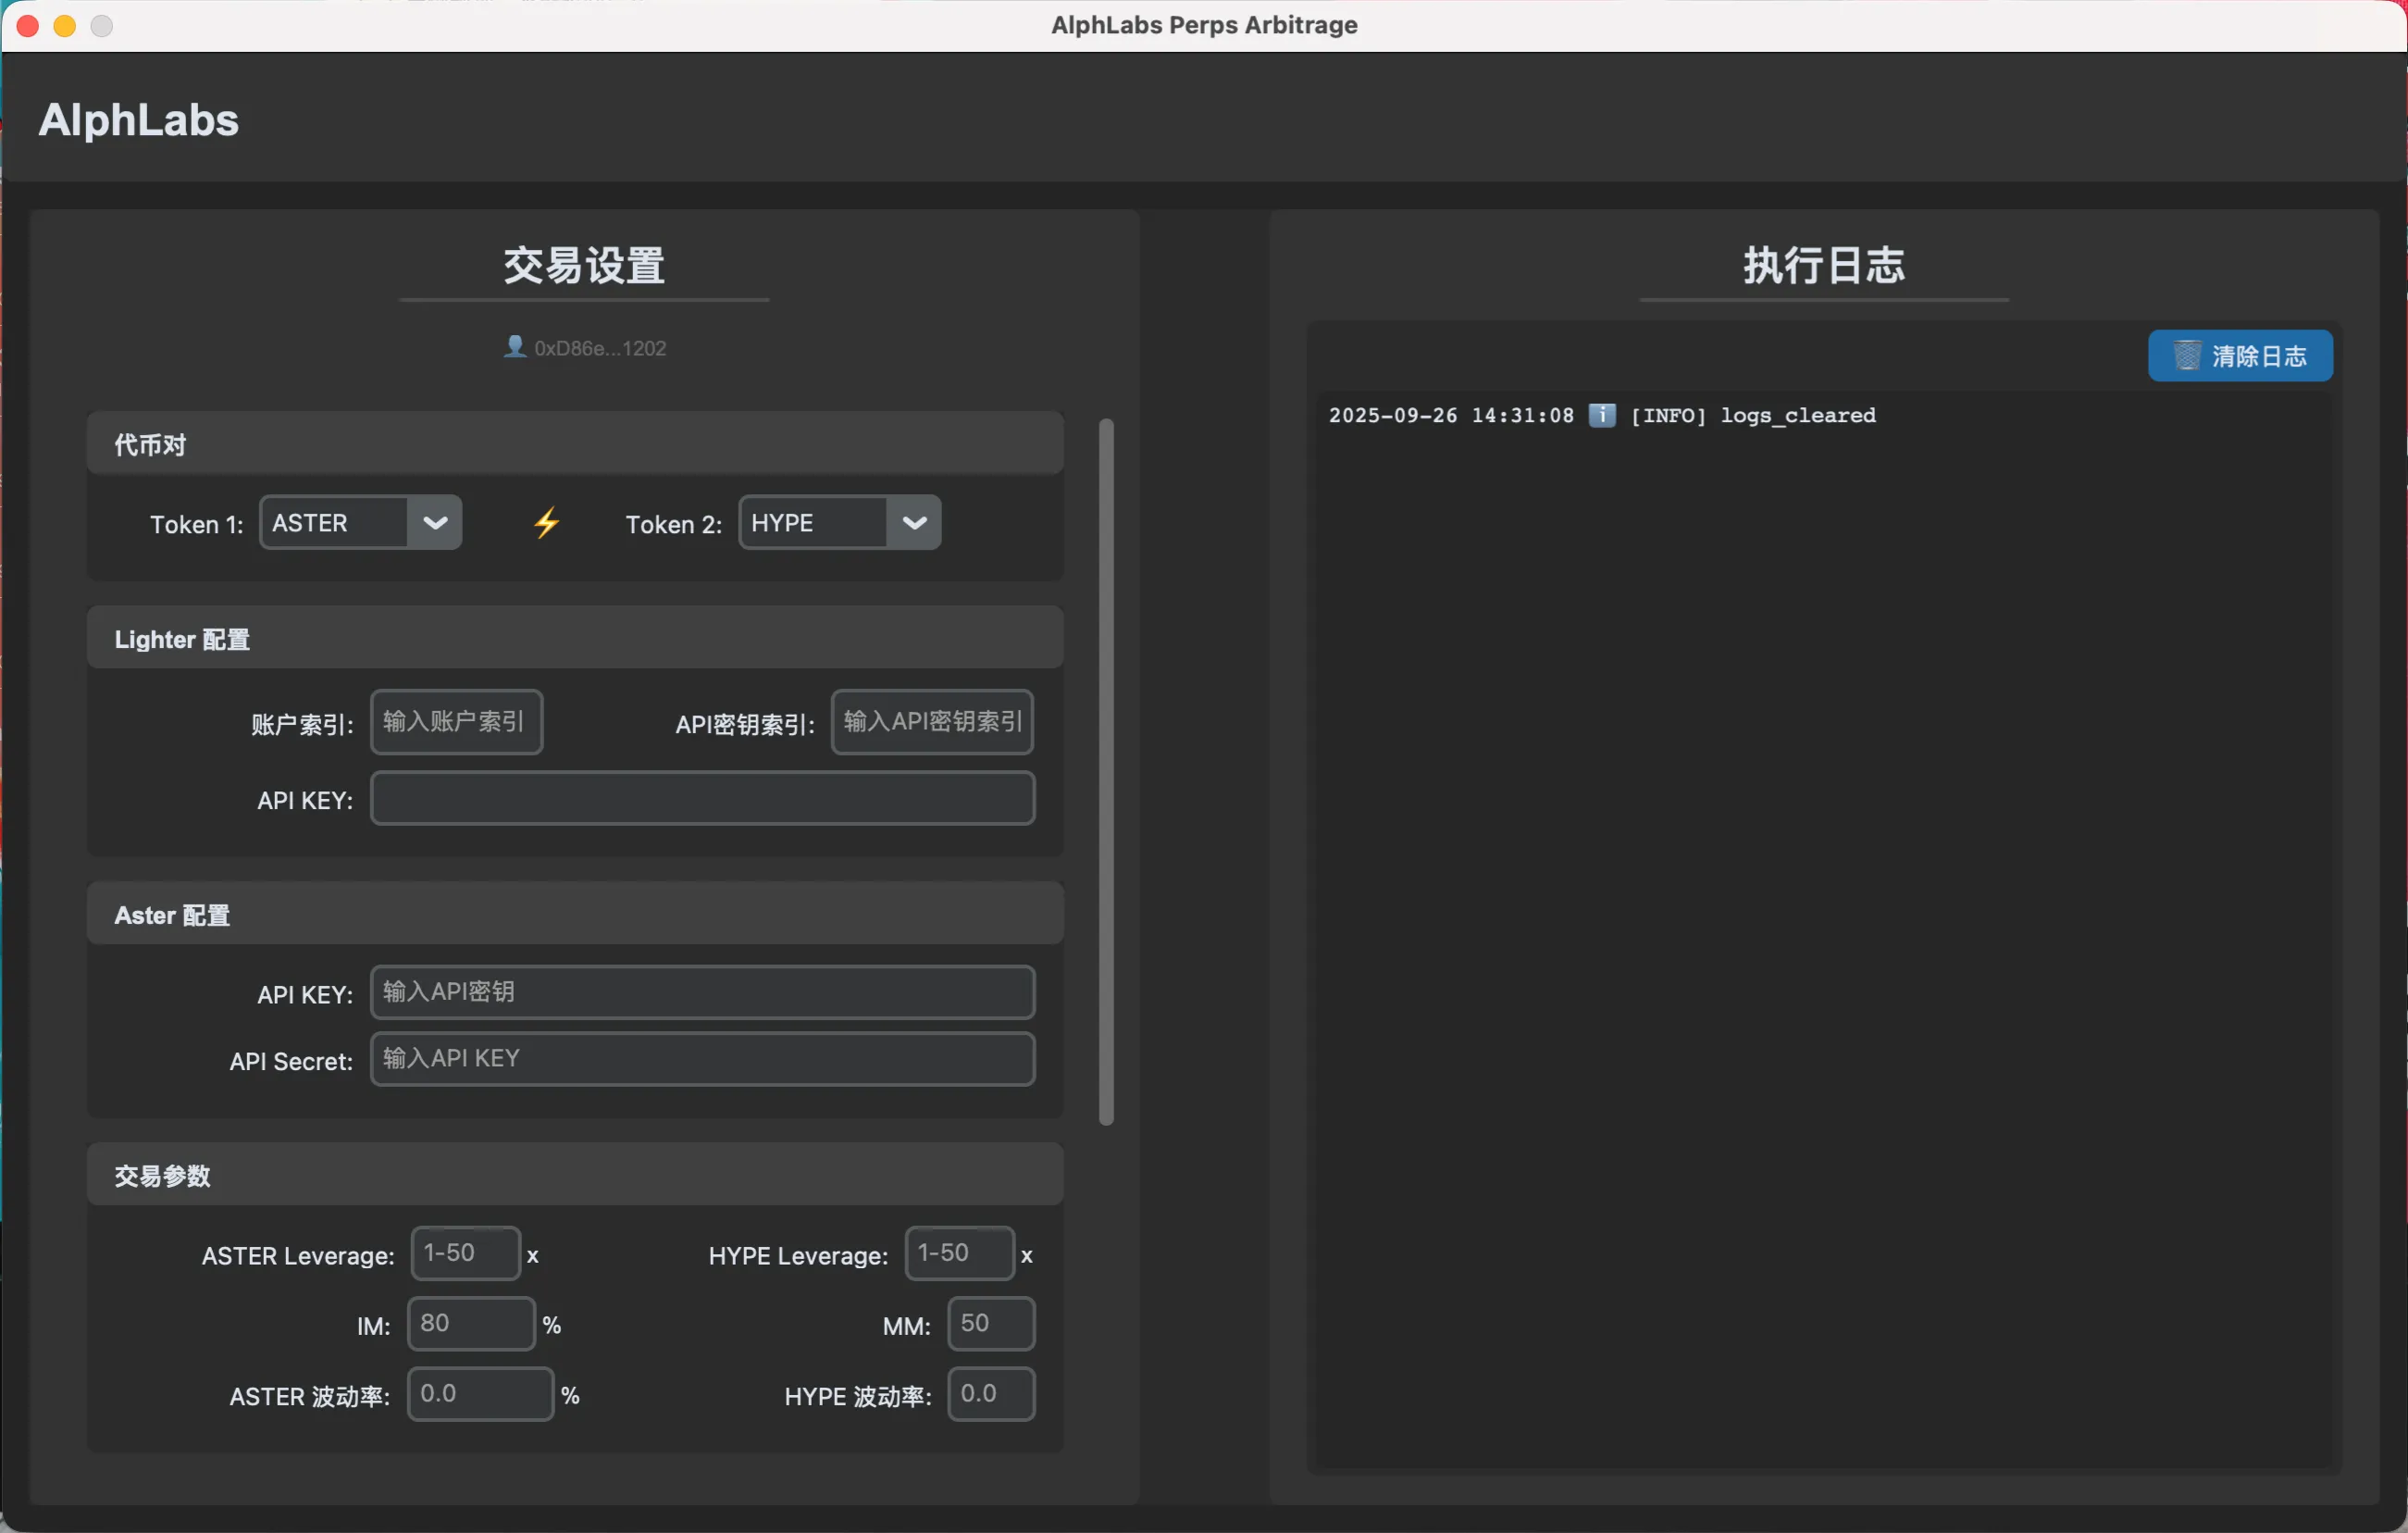 AlphLabs Perps Arbitrage
AlphLabs
交易设置
0xD86e...1202
代币对
Token 1: ASTER ⚡ Token 2: HYPE
Lighter 配置
账户索引: 输入账户索引 API密钥索引: 输入API密钥索引
API KEY:
Aster 配置
API KEY: 输入API密钥
API Secret: 输入API KEY
交易参数
ASTER Leverage: 1-50 x HYPE Leverage: 1-50 x
IM: 80 % MM: 50
ASTER 波动率: 0.0 % HYPE 波动率: 0.0
执行日志
清除日志
2025-09-26 14:31:08 ℹ️ [INFO] logs_cleared